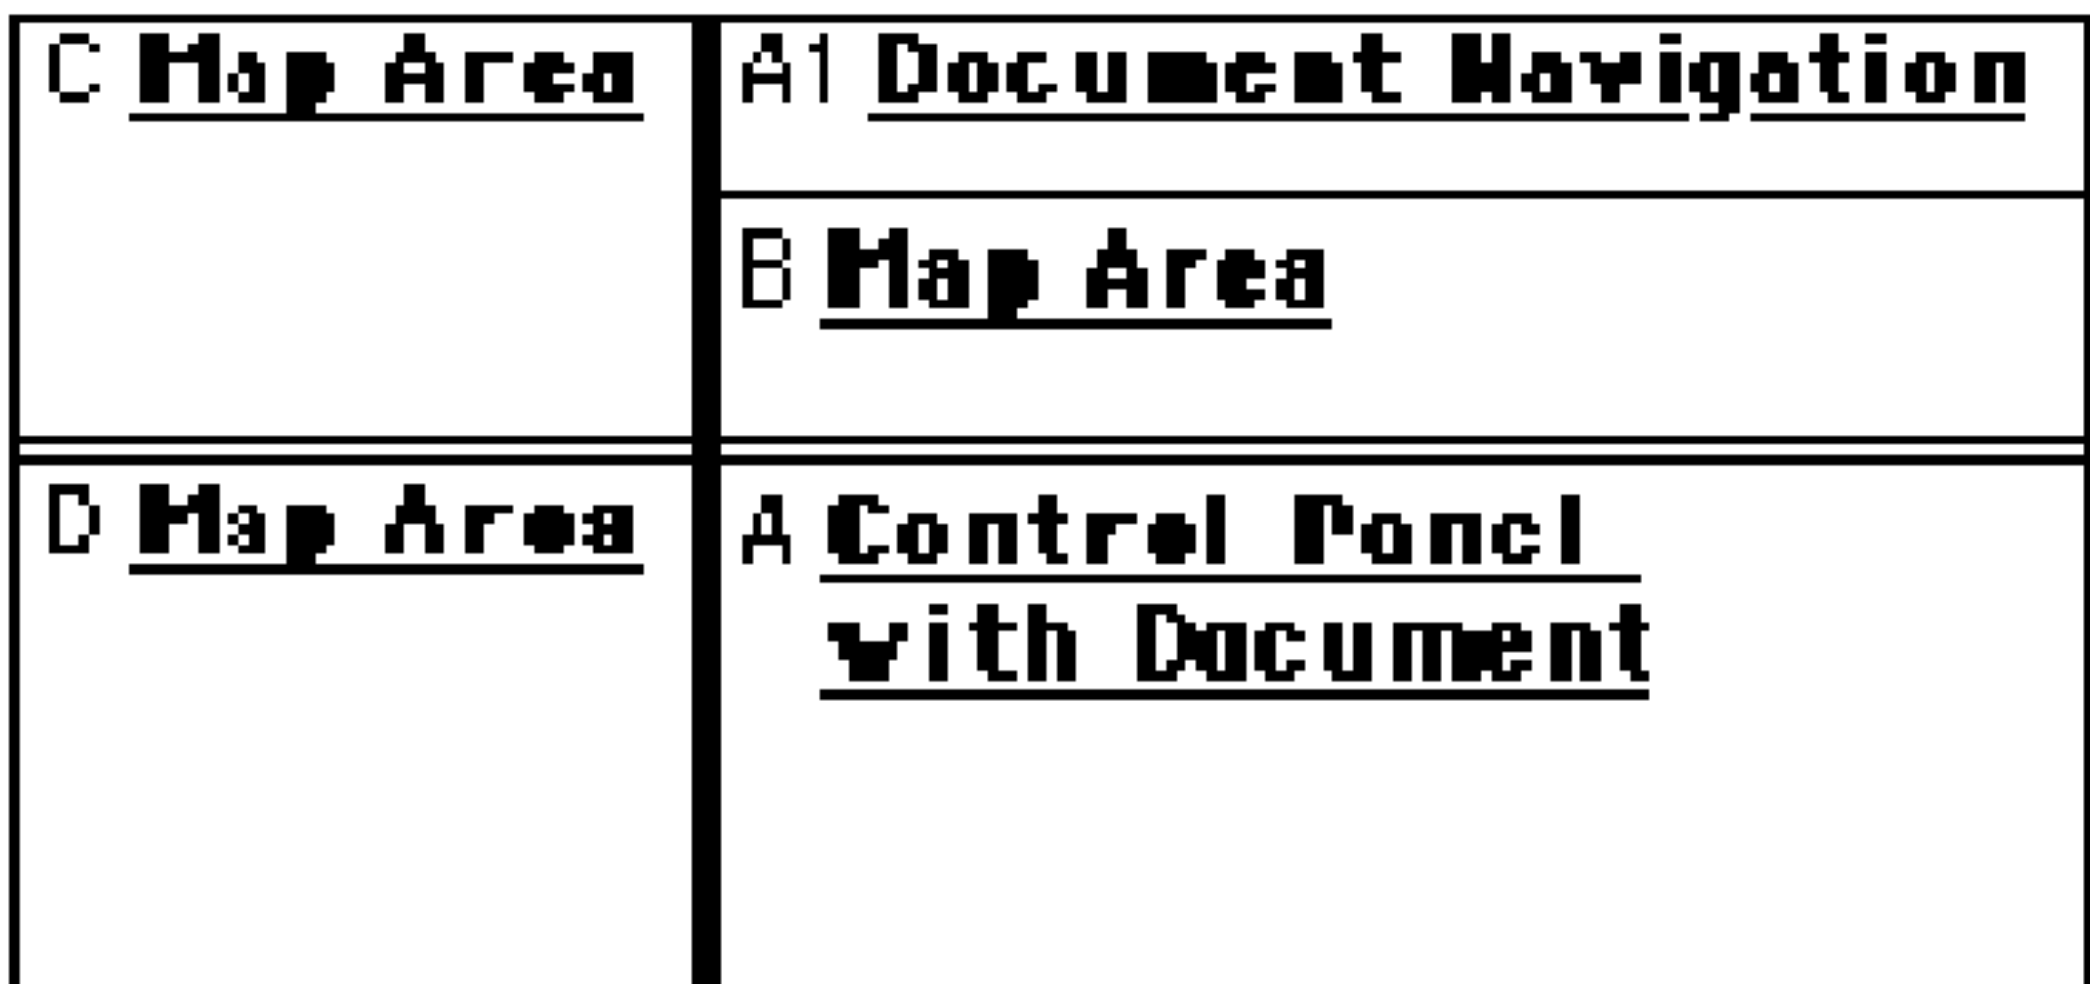 C Map Area
A1 Document Navigation
B Map Area
D Map Area
A Control Panel
with Document